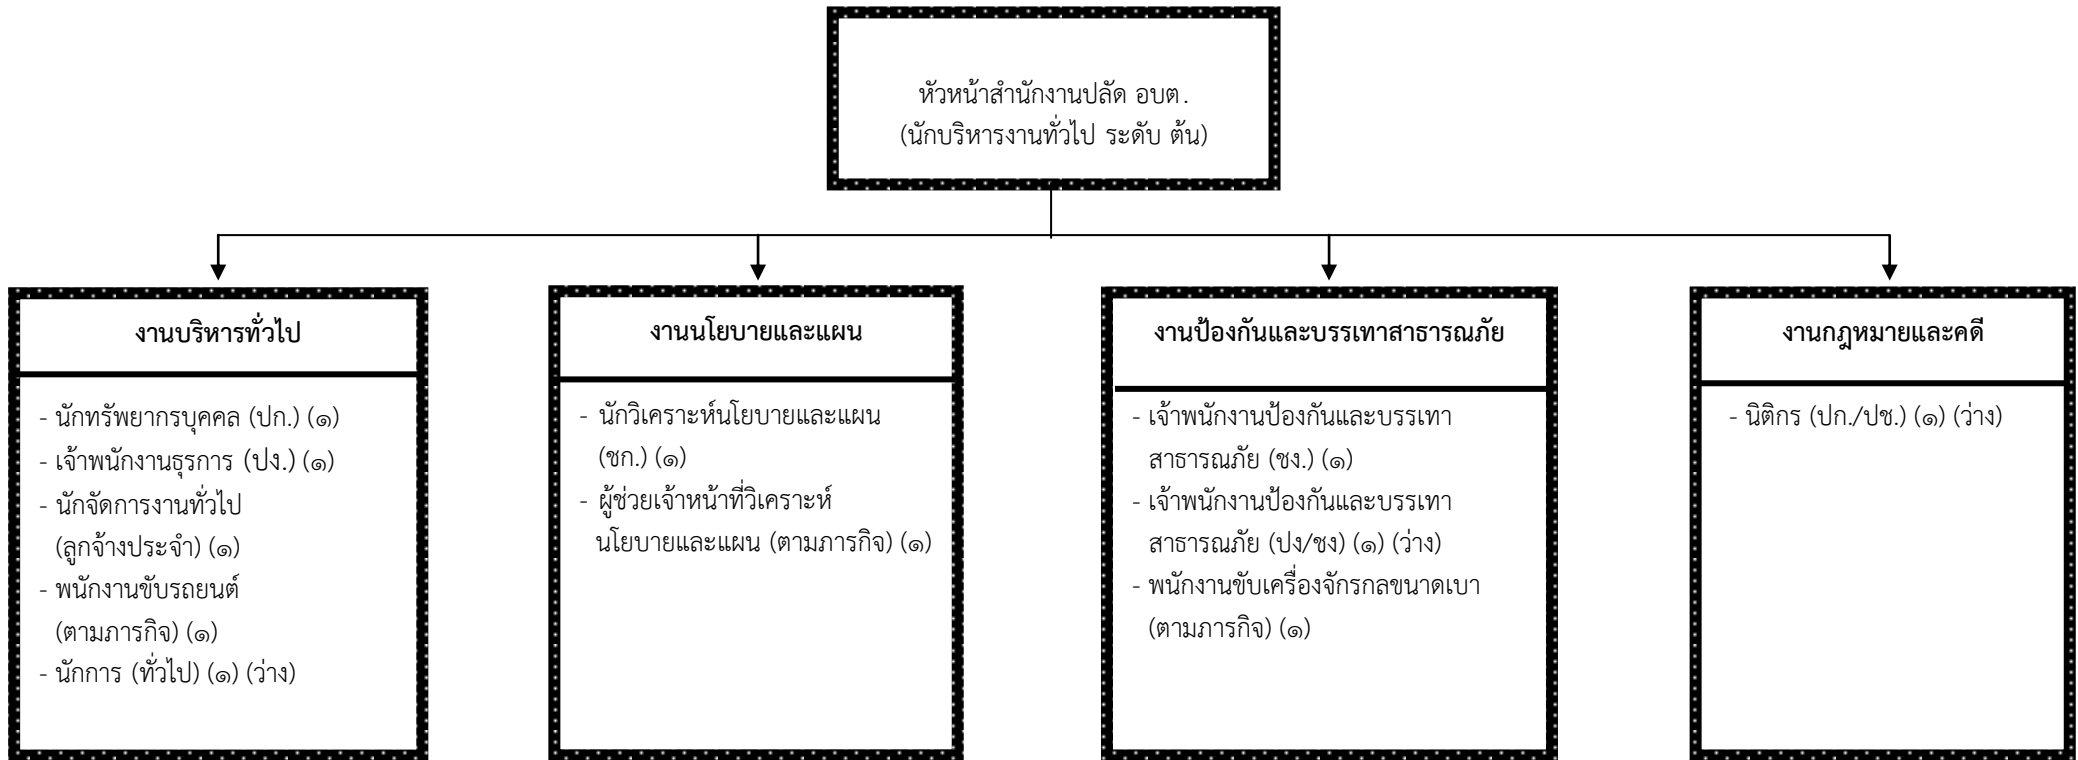 หัวหน้าสำนักงานปลัด อบต.
(นักบริหารงานทั่วไป ระดับ ต้น)
งานบริหารทั่วไป
- นักทรัพยากรบุคคล (ปก.) (๑)
- เจ้าพนักงานธุรการ (ปง.) (๑)
- นักจัดการงานทั่วไป
(ลูกจ้างประจำ) (๑)
- พนักงานขับรถยนต์
(ตามภารกิจ) (๑)
- นักการ (ทั่วไป) (๑) (ว่าง)
งานนโยบายและแผน
- นักวิเคราะห์นโยบายและแผน
(ชก.) (๑)
- ผู้ช่วยเจ้าหน้าที่วิเคราะห์
นโยบายและแผน (ตามภารกิจ) (๑)
งานป้องกันและบรรเทาสาธารณภัย
- เจ้าพนักงานป้องกันและบรรเทา
สาธารณภัย (ชง.) (๑)
- เจ้าพนักงานป้องกันและบรรเทา
สาธารณภัย (ปง/ชง) (๑) (ว่าง)
- พนักงานขับเครื่องจักรกลขนาดเบา
(ตามภารกิจ) (๑)
งานกฎหมายและคดี
- นิติกร (ปก./ปช.) (๑) (ว่าง)